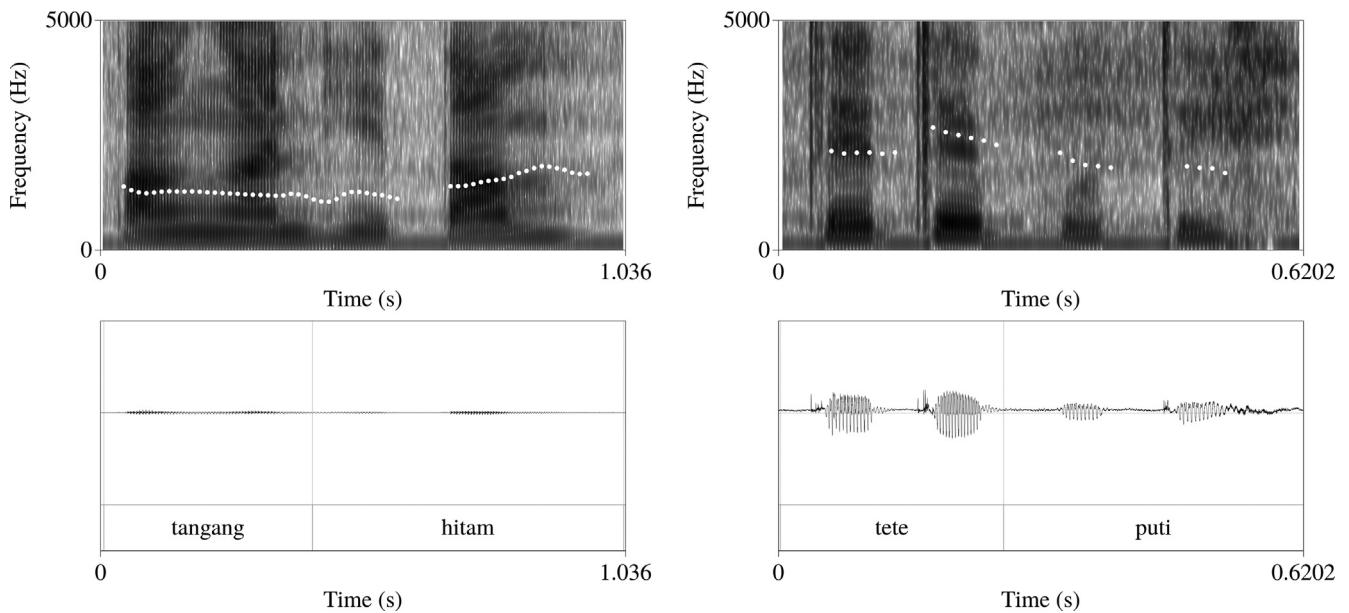 5000
Frequency (Hz)
0
0 1.036
Time (s)
tangang hitam
0 1.036
Time (s)
5000
Frequency (Hz)
0
0 0.6202
Time (s)
tete puti
0 0.6202
Time (s)